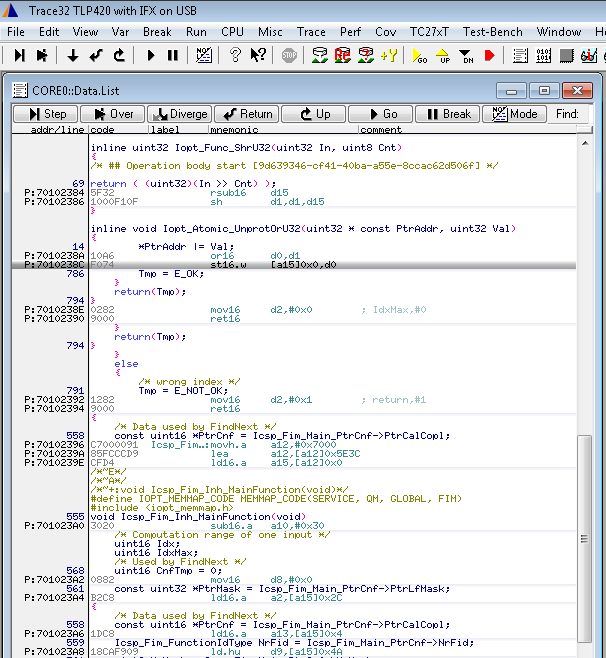 Trace32 TLP420 with IFX on USB
File Edit View Var Break Run CPU Misc Trace Perf Cov TC27xT Test-Bench Window He
CORE0::Data.List
Step Over Diverge Return Up Go Break Mode Find:
addr/line code label mnemonic comment
inline uint32 Iopt_Func_ShrU32(uint32 In, uint8 Cnt)
{
/* ## Operation body start [9d639346-cf41-40ba-a55e-8ccac62d506f] */
69 return ( (uint32)(In >> Cnt) );
P:70102384 5F32 rsub16 d15
P:70102386 1000F10F sh d1,d1,d15
}
inline void Iopt_Atomic_UnprotOrU32(uint32 * const PtrAddr, uint32 Val)
{
14 *PtrAddr |= Val;
P:7010238A 10A6 or16 d0,d1
P:7010238C F074 st16.w [a15]0x0,d0
786 Tmp = E_OK;
}
return(Tmp);
794 }
P:7010238E 0282 mov16 d2,#0x0 ; IdxMax,#0
P:70102390 9000 ret16
}
return(Tmp);
794 }
}
else
{
/* wrong index */
791 Tmp = E_NOT_OK;
P:70102392 1282 mov16 d2,#0x1 ; return,#1
P:70102394 9000 ret16
{
/* Data used by FindNext */
558 const uint16 *PtrCnf = Icsp_Fim_Main_PtrCnf->PtrCalCopl;
P:70102396 C7000091 Icsp_Fim..:movh.a a12,#0x7000
P:7010239A 85FCCCD9 lea a12,[a12]0x5E3C
P:7010239E CFD4 ld16.a a15,[a12]0x0
/*~E*/
/*~A*/
/*~+:void Icsp_Fim_Inh_MainFunction(void)*/
#define IOPT_MEMMAP_CODE MEMMAP_CODE(SERVICE, QM, GLOBAL, FIM)
#include <iopt_memmap.h>
555 void Icsp_Fim_Inh_MainFunction(void)
P:701023A0 3020 sub16.a a10,#0x30
/* Computation range of one input */
uint16 Idx;
uint16 IdxMax;
/* Used by FindNext */
568 uint16 CnfTmp = 0;
P:701023A2 0882 mov16 d8,#0x0
561 const uint32 *PtrMask = Icsp_Fim_Main_PtrCnf->PtrLfMask;
P:701023A4 B2C8 ld16.a a2,[a15]0x2C
{
/* Data used by FindNext */
558 const uint16 *PtrCnf = Icsp_Fim_Main_PtrCnf->PtrCalCopl;
P:701023A6 1DC8 ld16.a a13,[a15]0x4
559 Icsp_Fim_FunctionIdType NrFid = Icsp_Fim_Main_PtrCnf->NrFid;
P:701023A8 18CAF909 ld.hu d9,[a15]0x4A